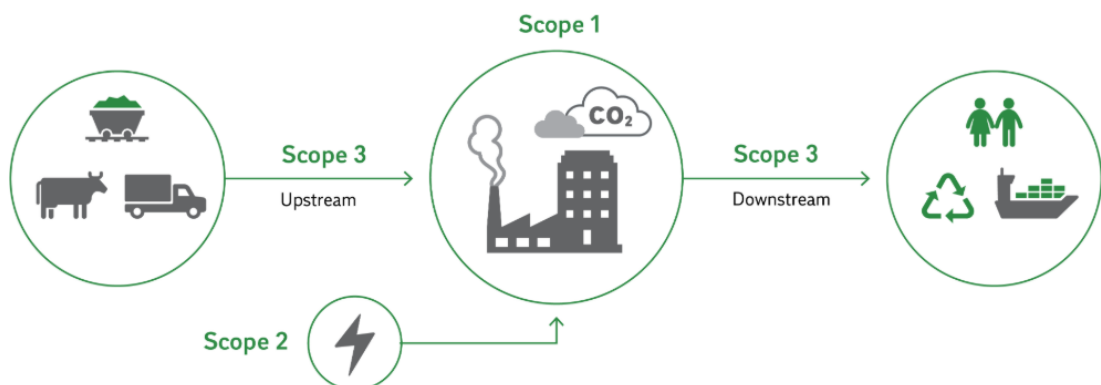 Scope 1
CO₂
Scope 3
Upstream
Scope 3
Downstream
Scope 2